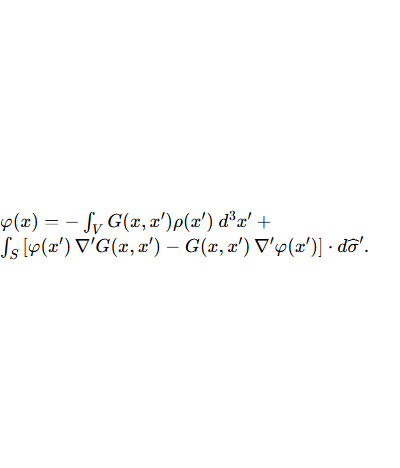 φ(x) = − ∫_V G(x, x′)ρ(x′) d³x′ +
∫_S [φ(x′) ∇′G(x, x′) − G(x, x′) ∇′φ(x′)] · dσ̂′.